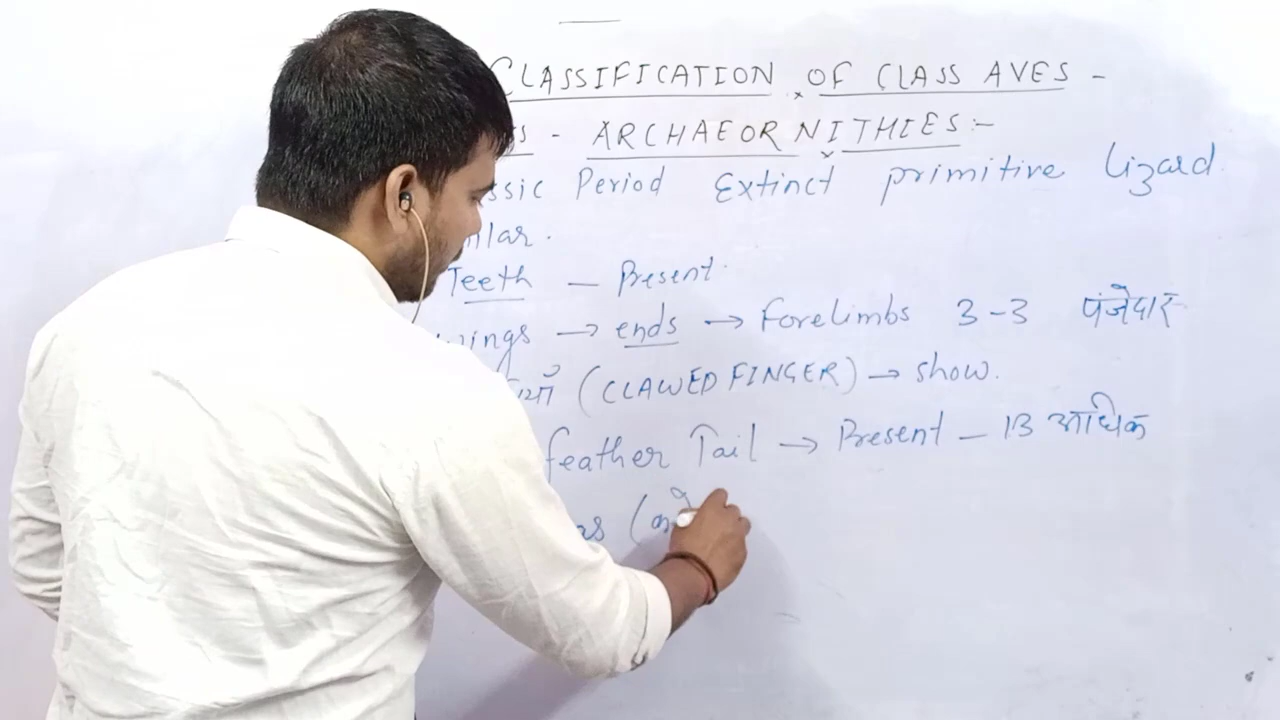 CLASSIFICATION OF CLASS AVES -
- ARCHAEORNITHIES :-
ssic Period Extinct primitive lizard
ilar.
Teeth — Present.
wings → ends → Forelimbs 3-3 पंजेदार
(CLAWED FINGER) → show.
feather Tail → Present — 13 अधिक